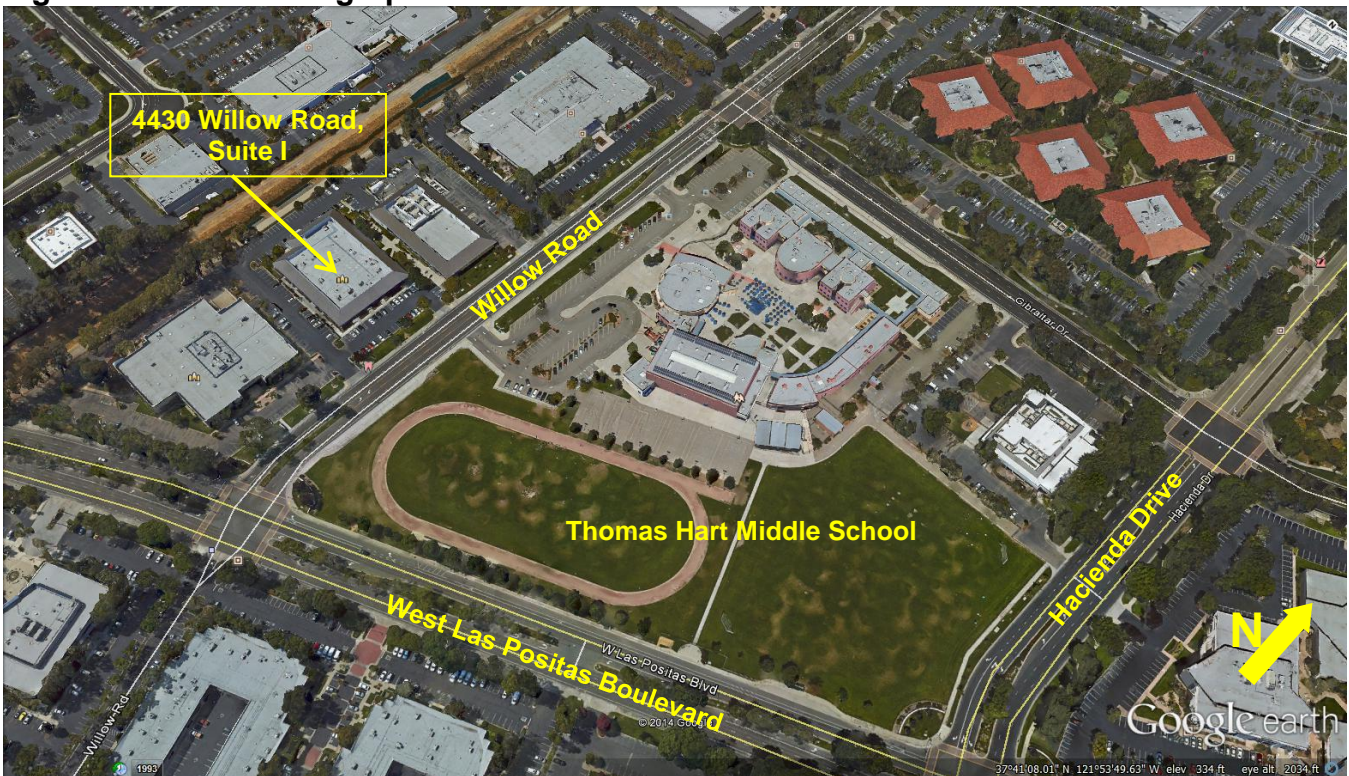 4430 Willow Road,
Suite I
Willow Road
Gibraltar Dr
Thomas Hart Middle School
Hacienda Drive
Hacienda Dr
West Las Positas Boulevard
W Las Positas Blvd
Willow Rd
N
© 2014 Google
Google earth
1993
37°41'08.01" N 121°53'49.63" W elev 334 ft eye alt 2034 ft